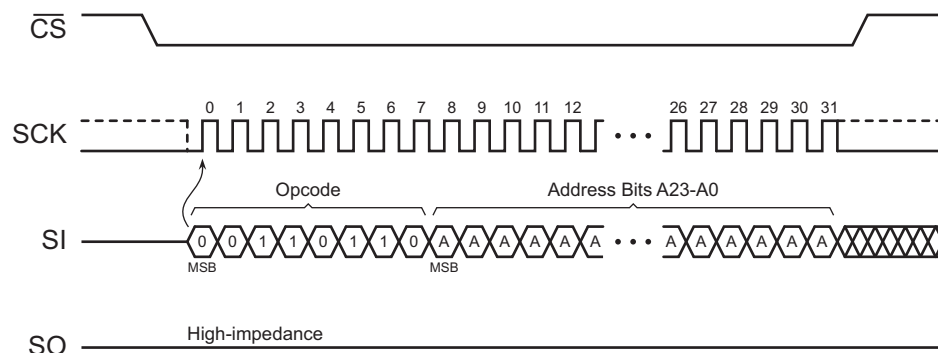 CS
0 1 2 3 4 5 6 7 8 9 10 11 12 26 27 28 29 30 31
SCK
Opcode Address Bits A23-A0
SI 0 0 1 1 0 1 1 0 A A A A A A • • • A A A A A A
MSB MSB
High-impedance
SO